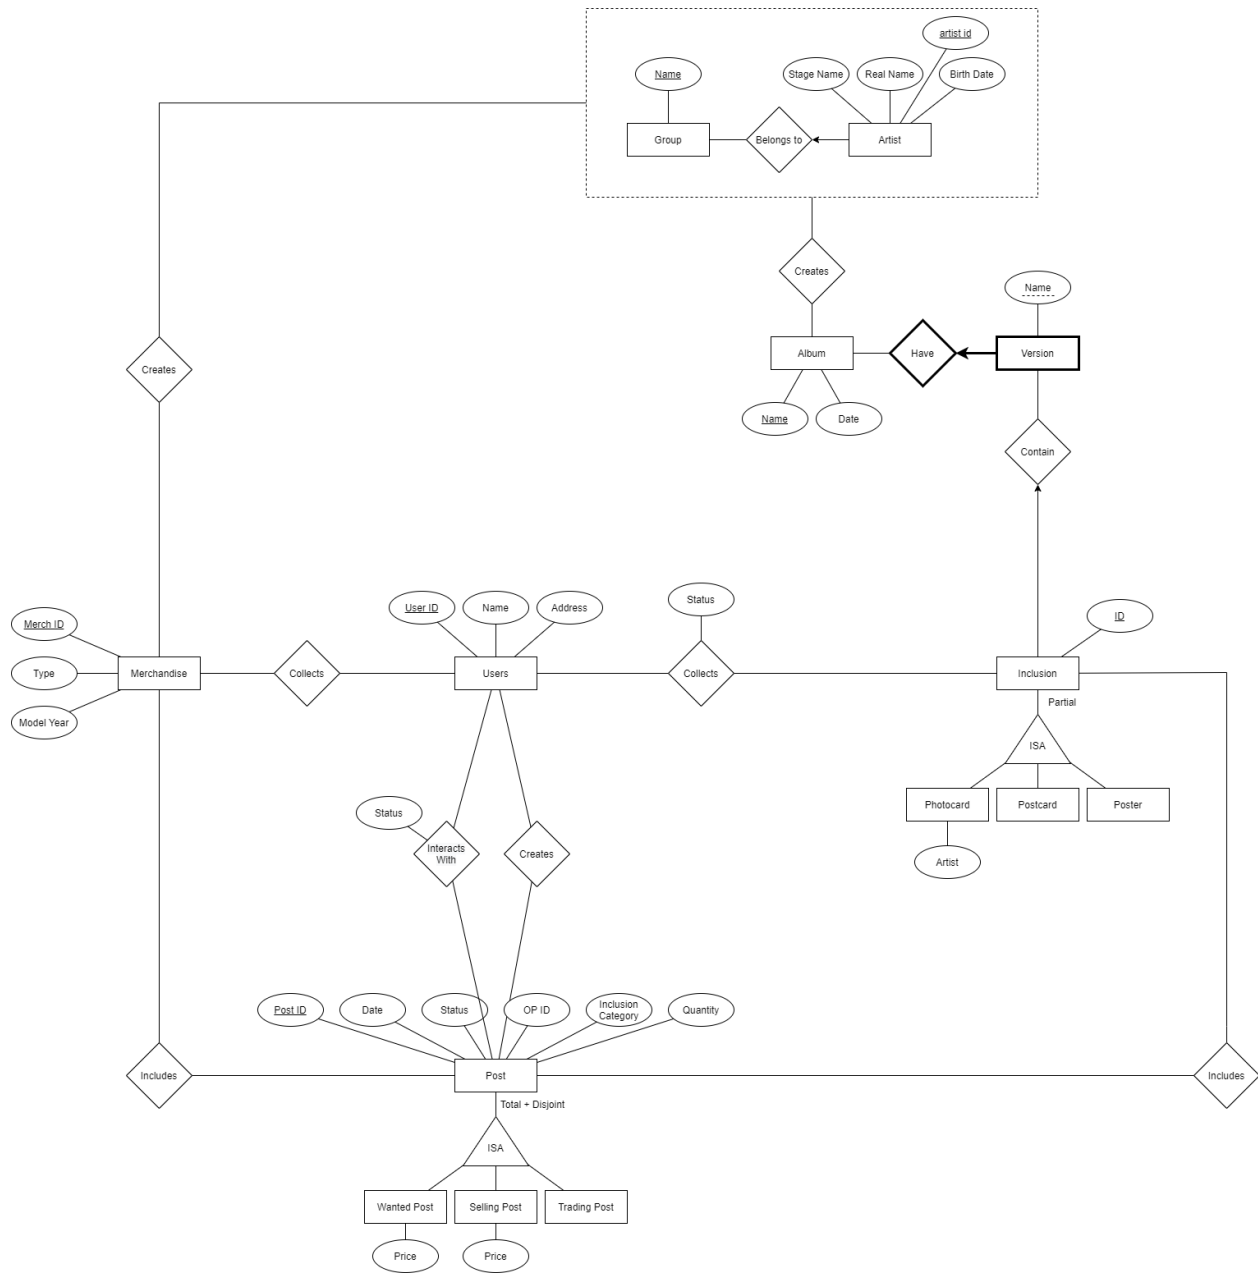 artist id
Name
Stage Name
Real Name
Birth Date
Group
Belongs to
Artist
Creates
Name
Album
Have
Version
Creates
Name
Date
Contain
Status
User ID
Name
Address
ID
Merch ID
Type
Merchandise
Collects
Users
Collects
Inclusion
Model Year
Partial
ISA
Photocard
Postcard
Poster
Status
Interacts
With
Creates
Artist
Post ID
Date
Status
OP ID
Inclusion
Category
Quantity
Includes
Post
Includes
Total + Disjoint
ISA
Wanted Post
Selling Post
Trading Post
Price
Price